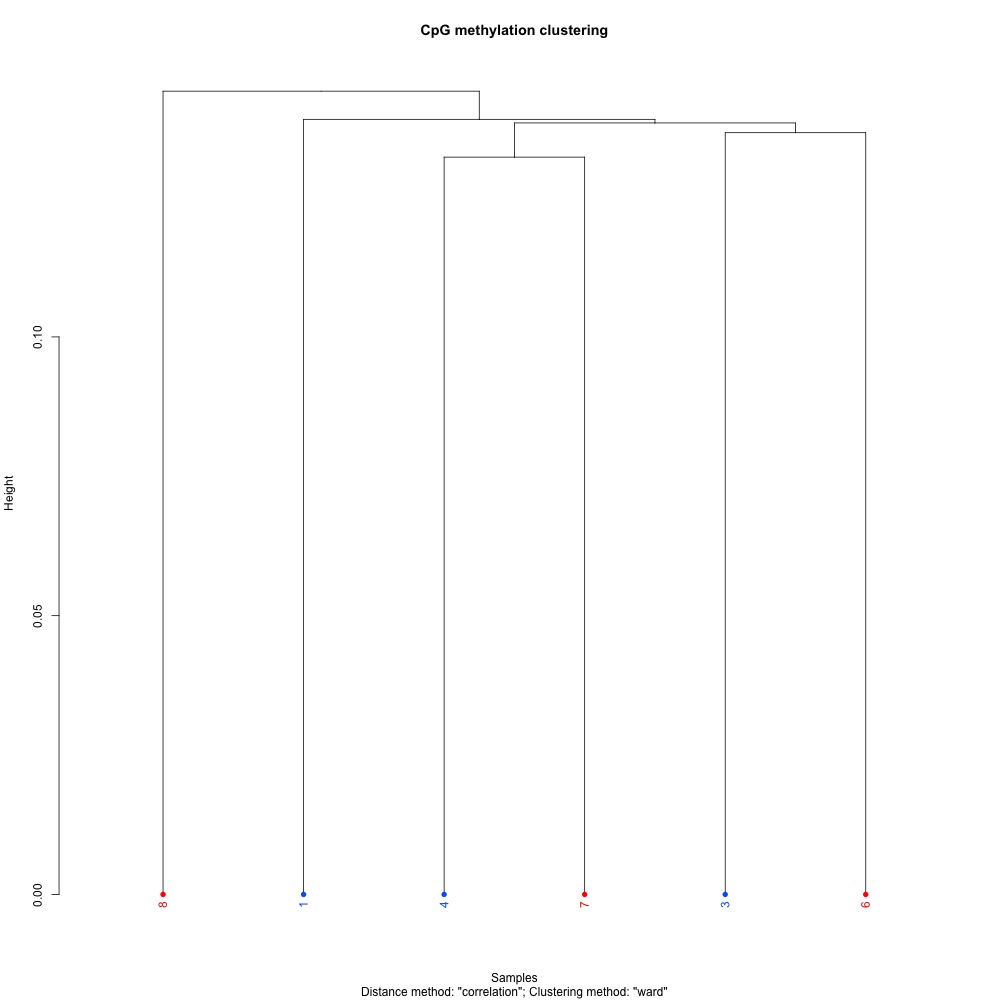 CpG methylation clustering
0.10
0.05
0.00
Height
8
1
4
7
3
6
Samples
Distance method: "correlation"; Clustering method: "ward"